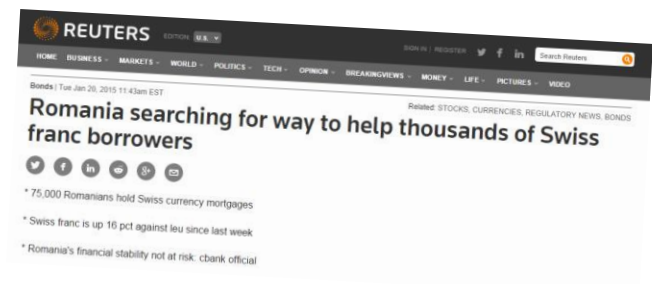 REUTERS
EDITION: U.S.
SIGN IN | REGISTER
Search Reuters
HOME BUSINESS MARKETS WORLD POLITICS TECH OPINION BREAKINGVIEWS MONEY LIFE PICTURES VIDEO
Bonds | Tue Jan 20, 2015 11:43am EST
Related: STOCKS, CURRENCIES, REGULATORY NEWS, BONDS
Romania searching for way to help thousands of Swiss
franc borrowers
* 75,000 Romanians hold Swiss currency mortgages
* Swiss franc is up 16 pct against leu since last week
* Romania's financial stability not at risk: cbank official